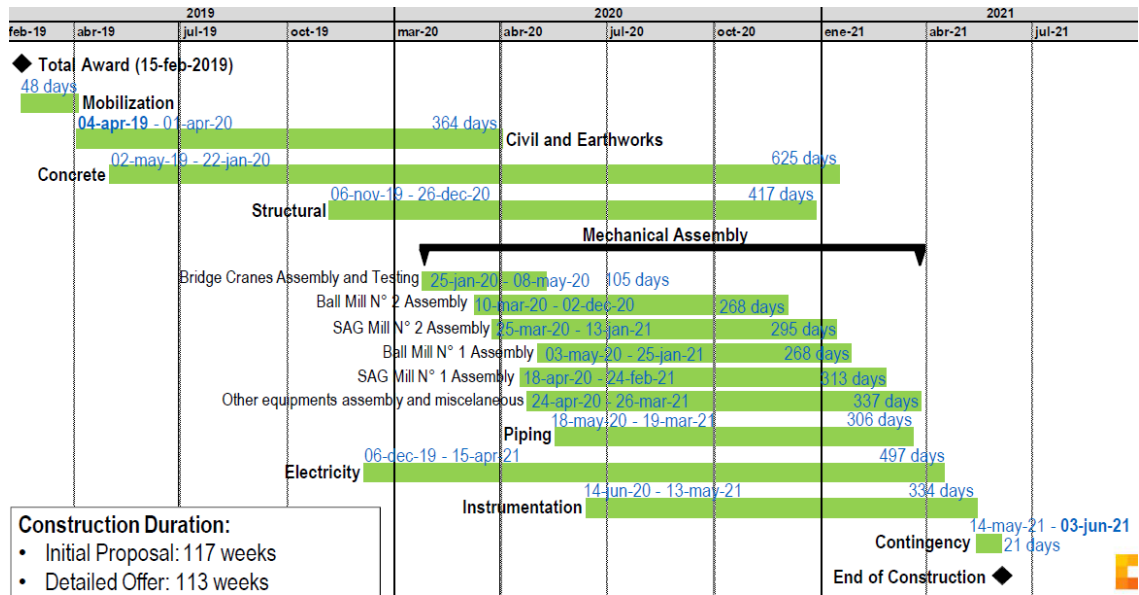 2019 2020 2021
feb-19 abr-19 jul-19 oct-19 mar-20 abr-20 jul-20 oct-20 ene-21 abr-21 jul-21
Total Award (15-feb-2019)
48 days
Mobilization
04-apr-19 - 01-apr-20 364 days
Civil and Earthworks
02-may-19 - 22-jan-20 625 days
Concrete
06-nov-19 - 26-dec-20 417 days
Structural
Mechanical Assembly
Bridge Cranes Assembly and Testing 25-jan-20 - 08-may-20 105 days
Ball Mill N° 2 Assembly 10-mar-20 - 02-dec-20 268 days
SAG Mill N° 2 Assembly 25-mar-20 - 13-jan-21 295 days
Ball Mill N° 1 Assembly 03-may-20 - 25-jan-21 268 days
SAG Mill N° 1 Assembly 18-apr-20 - 24-feb-21 313 days
Other equipments assembly and miscelaneous 24-apr-20 - 26-mar-21 337 days
18-may-20 - 19-mar-21 306 days
Piping
06-dec-19 - 15-apr-21 497 days
Electricity
14-jun-20 - 13-may-21 334 days
Instrumentation
14-may-21 - 03-jun-21
Contingency 21 days
End of Construction
Construction Duration:
• Initial Proposal: 117 weeks
• Detailed Offer: 113 weeks